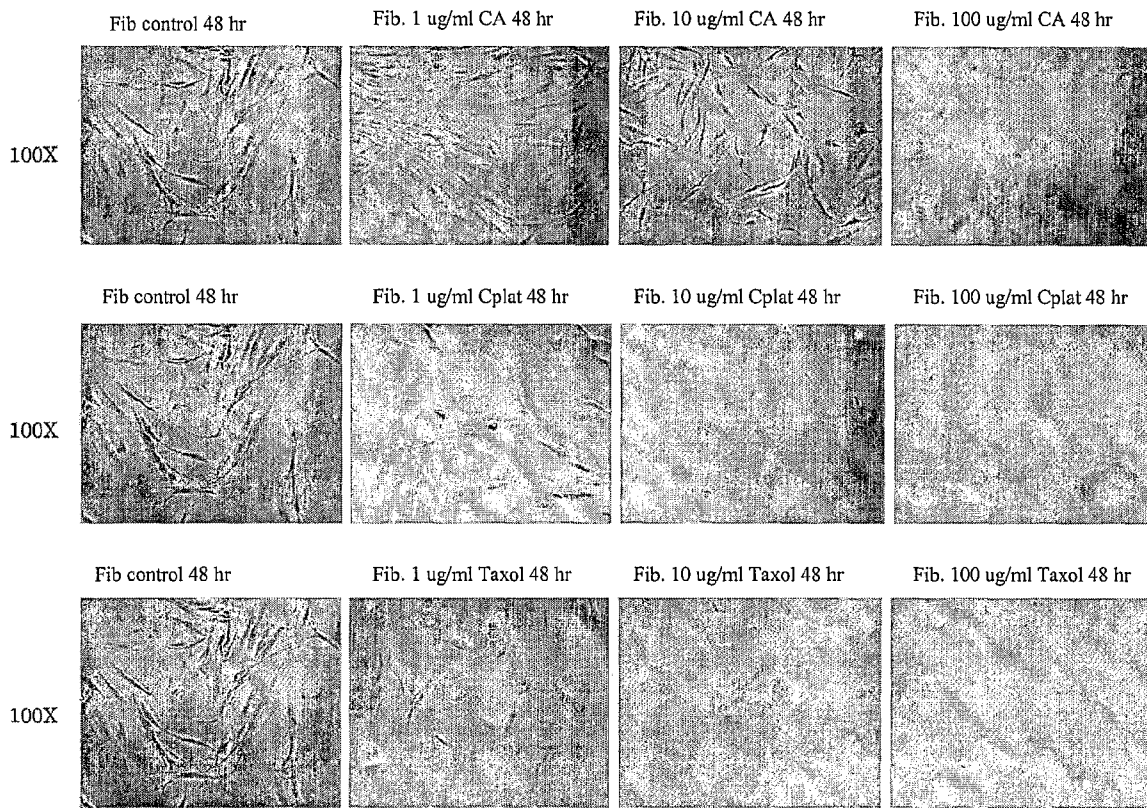 Fib control 48 hr
Fib. 1 ug/ml CA 48 hr
Fib. 10 ug/ml CA 48 hr
Fib. 100 ug/ml CA 48 hr
100X
Fib control 48 hr
Fib. 1 ug/ml Cplat 48 hr
Fib. 10 ug/ml Cplat 48 hr
Fib. 100 ug/ml Cplat 48 hr
100X
Fib control 48 hr
Fib. 1 ug/ml Taxol 48 hr
Fib. 10 ug/ml Taxol 48 hr
Fib. 100 ug/ml Taxol 48 hr
100X